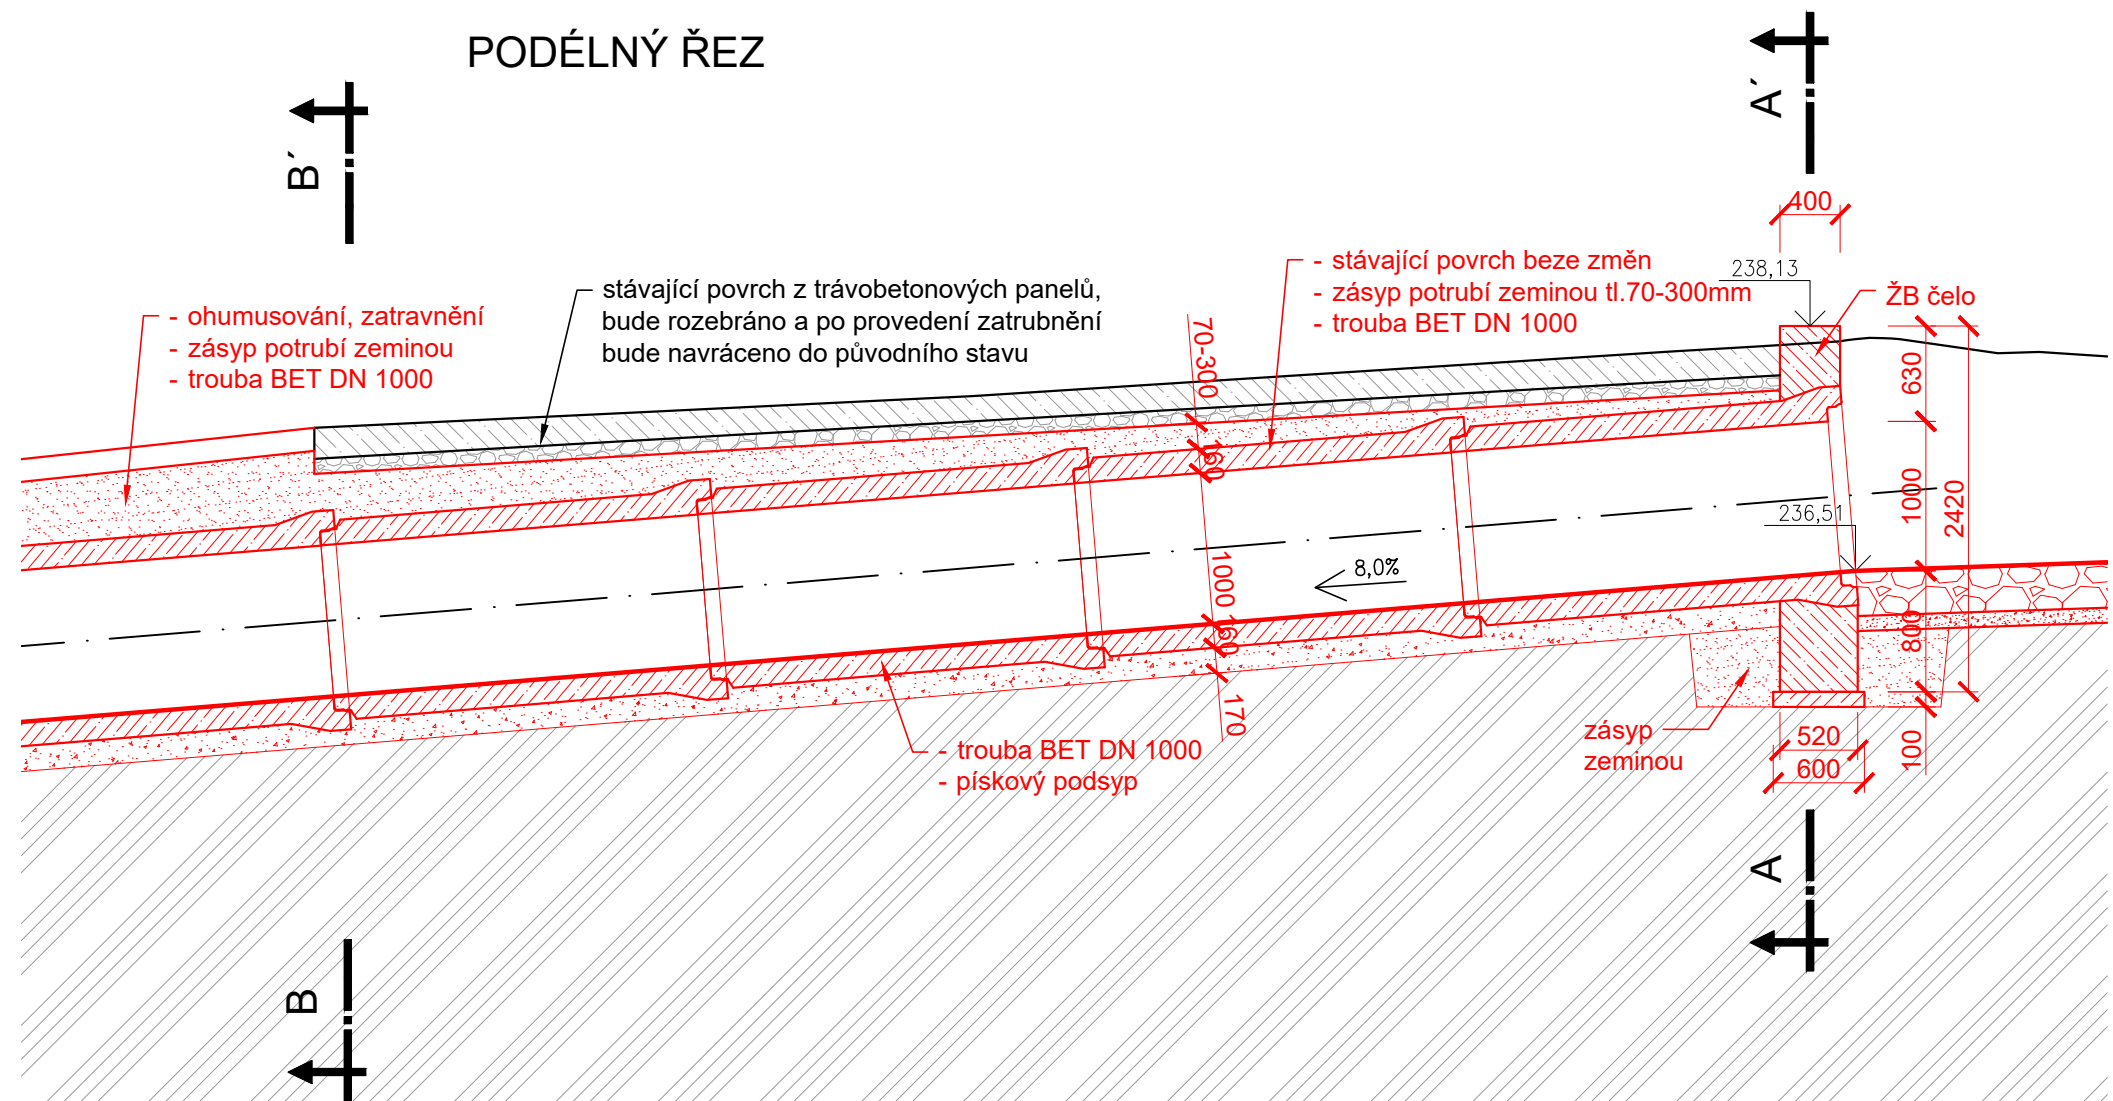 PODÉLNÝ ŘEZ
B´
A´
400
238,13
- stávající povrch beze změn
- zásyp potrubí zeminou tl.70-300mm
- trouba BET DN 1000
ŽB čelo
stávající povrch z trávobetonových panelů,
bude rozebráno a po provedení zatrubnění
bude navráceno do původního stavu
- ohumusování, zatravnění
- zásyp potrubí zeminou
- trouba BET DN 1000
70-300
160
1000
160
170
630
1000
2420
800
100
236,51
8,0%
- trouba BET DN 1000
- pískový podsyp
zásyp
zeminou
520
600
A
B